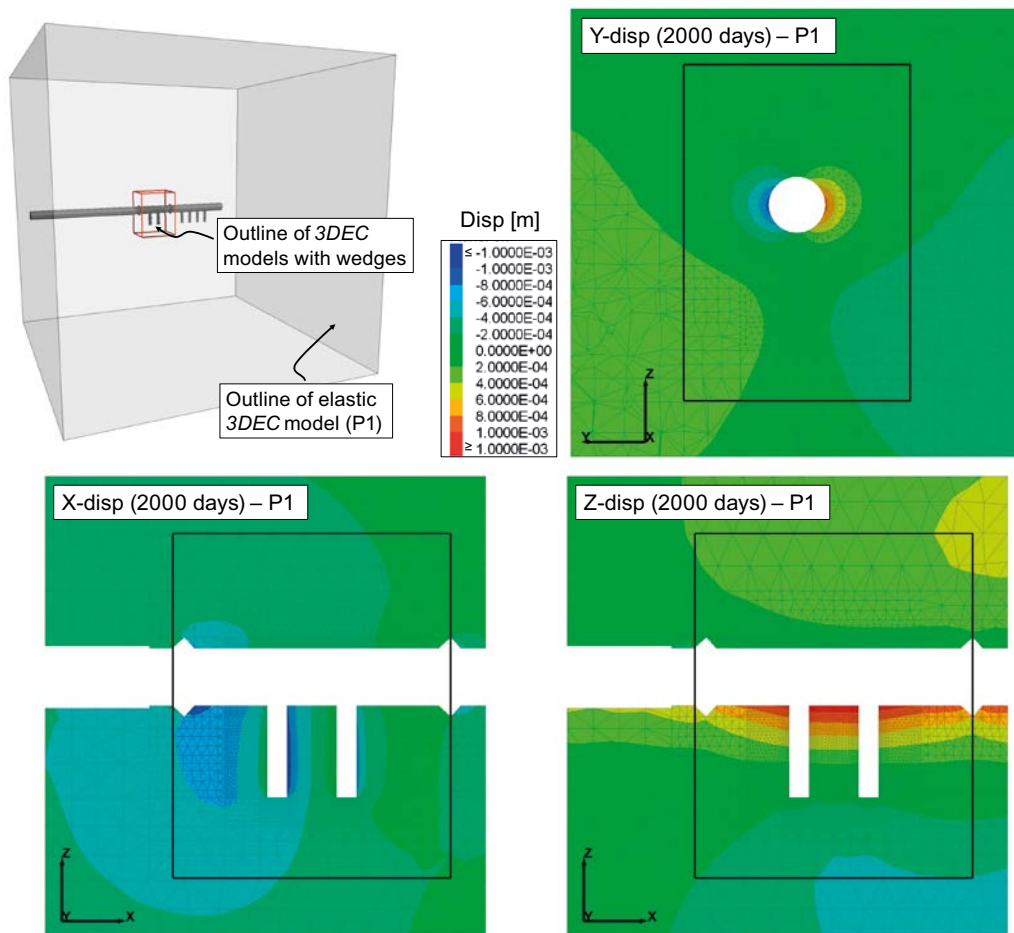 Outline of 3DEC
models with wedges
Outline of elastic
3DEC model (P1)
Disp [m]
≤ -1.0000E-03
-1.0000E-03
-8.0000E-04
-6.0000E-04
-4.0000E-04
-2.0000E-04
0.0000E+00
2.0000E-04
4.0000E-04
6.0000E-04
8.0000E-04
1.0000E-03
≥ 1.0000E-03
Y-disp (2000 days) – P1
Z
Y X
X-disp (2000 days) – P1
Z
Y X
Z-disp (2000 days) – P1
Z
Y X